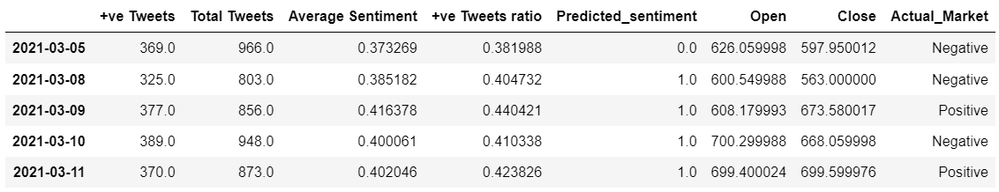 +ve Tweets Total Tweets Average Sentiment +ve Tweets ratio Predicted_sentiment Open Close Actual_Market
2021-03-05 369.0 966.0 0.373269 0.381988 0.0 626.059998 597.950012 Negative
2021-03-08 325.0 803.0 0.385182 0.404732 1.0 600.549988 563.000000 Negative
2021-03-09 377.0 856.0 0.416378 0.440421 1.0 608.179993 673.580017 Positive
2021-03-10 389.0 948.0 0.400061 0.410338 1.0 700.299988 668.059998 Negative
2021-03-11 370.0 873.0 0.402046 0.423826 1.0 699.400024 699.599976 Positive